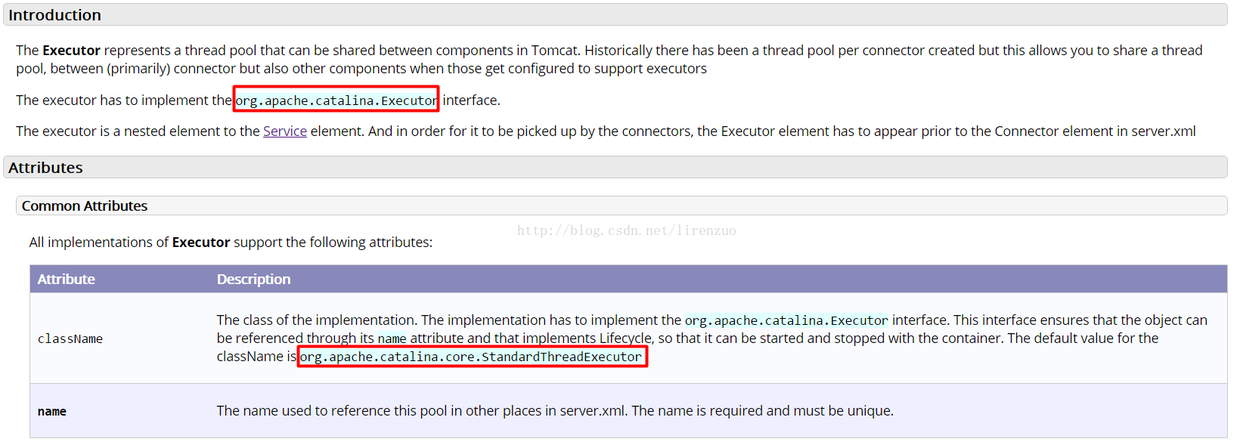 Introduction
The Executor represents a thread pool that can be shared between components in Tomcat. Historically there has been a thread pool per connector created but this allows you to share a thread
pool, between (primarily) connector but also other components when those get configured to support executors
The executor has to implement the org.apache.catalina.Executor interface.
The executor is a nested element to the Service element. And in order for it to be picked up by the connectors, the Executor element has to appear prior to the Connector element in server.xml
Attributes
Common Attributes
http://blog.csdn.net/lirenzuo
All implementations of Executor support the following attributes:
Attribute Description
className
The class of the implementation. The implementation has to implement the org.apache.catalina.Executor interface. This interface ensures that the object can
be referenced through its name attribute and that implements Lifecycle, so that it can be started and stopped with the container. The default value for the
className is org.apache.catalina.core.StandardThreadExecutor
name The name used to reference this pool in other places in server.xml. The name is required and must be unique.